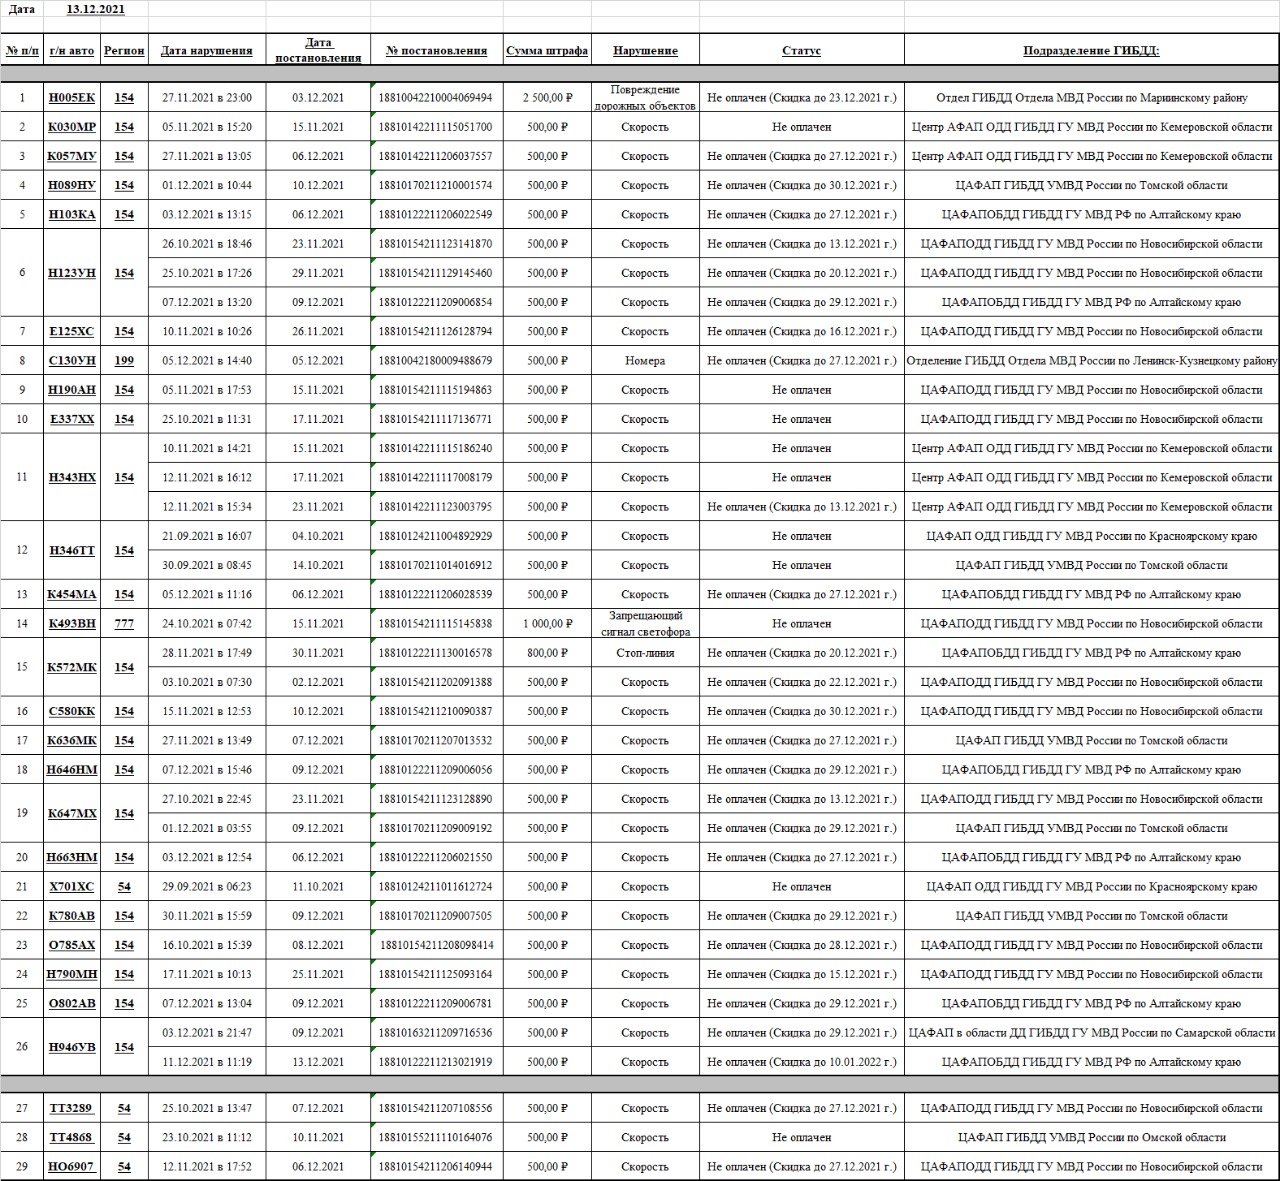 Дата 13.12.2021
№ п/п г/н авто Регион Дата нарушения Дата постановления № постановления Сумма штрафа Нарушение Статус Подразделение ГИБДД:
1 Н005ЕК 154 27.11.2021 в 23:00 03.12.2021 18810042210004069494 2 500,00 ₽ Повреждение дорожных объектов Не оплачен (Скидка до 23.12.2021 г.) Отдел ГИБДД Отдела МВД России по Мариинскому району
2 К030МР 154 05.11.2021 в 15:20 15.11.2021 18810142211115051700 500,00 ₽ Скорость Не оплачен Центр АФАП ОДД ГИБДД ГУ МВД России по Кемеровской области
3 К057МУ 154 27.11.2021 в 13:05 06.12.2021 18810142211206037557 500,00 ₽ Скорость Не оплачен (Скидка до 27.12.2021 г.) Центр АФАП ОДД ГИБДД ГУ МВД России по Кемеровской области
4 Н089НУ 154 01.12.2021 в 10:44 10.12.2021 18810170211210001574 500,00 ₽ Скорость Не оплачен (Скидка до 30.12.2021 г.) ЦАФАП ГИБДД УМВД России по Томской области
5 Н103КА 154 03.12.2021 в 13:15 06.12.2021 18810122211206022549 500,00 ₽ Скорость Не оплачен (Скидка до 27.12.2021 г.) ЦАФАПОБДД ГИБДД ГУ МВД РФ по Алтайскому краю
6 Н123УН 154 26.10.2021 в 18:46 23.11.2021 18810154211123141870 500,00 ₽ Скорость Не оплачен (Скидка до 13.12.2021 г.) ЦАФАПОДД ГИБДД ГУ МВД России по Новосибирской области
25.10.2021 в 17:26 29.11.2021 18810154211129145460 500,00 ₽ Скорость Не оплачен (Скидка до 20.12.2021 г.) ЦАФАПОДД ГИБДД ГУ МВД России по Новосибирской области
07.12.2021 в 13:20 09.12.2021 18810122211209006854 500,00 ₽ Скорость Не оплачен (Скидка до 29.12.2021 г.) ЦАФАПОБДД ГИБДД ГУ МВД РФ по Алтайскому краю
7 Е125ХС 154 10.11.2021 в 10:26 26.11.2021 18810154211126128794 500,00 ₽ Скорость Не оплачен (Скидка до 16.12.2021 г.) ЦАФАПОДД ГИБДД ГУ МВД России по Новосибирской области
8 С130УН 199 05.12.2021 в 14:40 05.12.2021 18810042180009488679 500,00 ₽ Номера Не оплачен (Скидка до 27.12.2021 г.) Отделение ГИБДД Отдела МВД России по Ленинск-Кузнецкому району
9 Н190АН 154 05.11.2021 в 17:53 15.11.2021 18810154211115194863 500,00 ₽ Скорость Не оплачен ЦАФАПОДД ГИБДД ГУ МВД России по Новосибирской области
10 Е337ХХ 154 25.10.2021 в 11:31 17.11.2021 18810154211117136771 500,00 ₽ Скорость Не оплачен ЦАФАПОДД ГИБДД ГУ МВД России по Новосибирской области
11 Н343НХ 154 10.11.2021 в 14:21 15.11.2021 18810142211115186240 500,00 ₽ Скорость Не оплачен Центр АФАП ОДД ГИБДД ГУ МВД России по Кемеровской области
12.11.2021 в 16:12 17.11.2021 18810142211117008179 500,00 ₽ Скорость Не оплачен Центр АФАП ОДД ГИБДД ГУ МВД России по Кемеровской области
12.11.2021 в 15:34 23.11.2021 18810142211123003795 500,00 ₽ Скорость Не оплачен (Скидка до 13.12.2021 г.) Центр АФАП ОДД ГИБДД ГУ МВД России по Кемеровской области
12 Н346ТТ 154 21.09.2021 в 16:07 04.10.2021 18810124211004892929 500,00 ₽ Скорость Не оплачен ЦАФАП ОДД ГИБДД ГУ МВД России по Красноярскому краю
30.09.2021 в 08:45 14.10.2021 18810170211014016912 500,00 ₽ Скорость Не оплачен ЦАФАП ГИБДД УМВД России по Томской области
13 К454МА 154 05.12.2021 в 11:16 06.12.2021 18810122211206028539 500,00 ₽ Скорость Не оплачен (Скидка до 27.12.2021 г.) ЦАФАПОБДД ГИБДД ГУ МВД РФ по Алтайскому краю
14 К493ВН 777 24.10.2021 в 07:42 15.11.2021 18810154211115145838 1 000,00 ₽ Запрещающий сигнал светофора Не оплачен ЦАФАПОДД ГИБДД ГУ МВД России по Новосибирской области
15 К572МК 154 28.11.2021 в 17:49 30.11.2021 18810122211130016578 800,00 ₽ Стоп-линия Не оплачен (Скидка до 20.12.2021 г.) ЦАФАПОБДД ГИБДД ГУ МВД РФ по Алтайскому краю
03.10.2021 в 07:30 02.12.2021 18810154211202091388 500,00 ₽ Скорость Не оплачен (Скидка до 22.12.2021 г.) ЦАФАПОДД ГИБДД ГУ МВД России по Новосибирской области
16 С580КК 154 15.11.2021 в 12:53 10.12.2021 18810154211210090387 500,00 ₽ Скорость Не оплачен (Скидка до 30.12.2021 г.) ЦАФАПОДД ГИБДД ГУ МВД России по Новосибирской области
17 К636МК 154 27.11.2021 в 13:49 07.12.2021 18810170211207013532 500,00 ₽ Скорость Не оплачен (Скидка до 27.12.2021 г.) ЦАФАП ГИБДД УМВД России по Томской области
18 Н646НМ 154 07.12.2021 в 15:46 09.12.2021 18810122211209006056 500,00 ₽ Скорость Не оплачен (Скидка до 29.12.2021 г.) ЦАФАПОБДД ГИБДД ГУ МВД РФ по Алтайскому краю
19 К647МХ 154 27.10.2021 в 22:45 23.11.2021 18810154211123128890 500,00 ₽ Скорость Не оплачен (Скидка до 13.12.2021 г.) ЦАФАПОДД ГИБДД ГУ МВД России по Новосибирской области
01.12.2021 в 03:55 09.12.2021 18810170211209009192 500,00 ₽ Скорость Не оплачен (Скидка до 29.12.2021 г.) ЦАФАП ГИБДД УМВД России по Томской области
20 Н663НМ 154 03.12.2021 в 12:54 06.12.2021 18810122211206021550 500,00 ₽ Скорость Не оплачен (Скидка до 27.12.2021 г.) ЦАФАПОБДД ГИБДД ГУ МВД РФ по Алтайскому краю
21 Х701ХС 54 29.09.2021 в 06:23 11.10.2021 18810124211011612724 500,00 ₽ Скорость Не оплачен ЦАФАП ОДД ГИБДД ГУ МВД России по Красноярскому краю
22 К780АВ 154 30.11.2021 в 15:59 09.12.2021 18810170211209007505 500,00 ₽ Скорость Не оплачен (Скидка до 29.12.2021 г.) ЦАФАП ГИБДД УМВД России по Томской области
23 О785АХ 154 16.10.2021 в 15:39 08.12.2021 18810154211208098414 500,00 ₽ Скорость Не оплачен (Скидка до 28.12.2021 г.) ЦАФАПОДД ГИБДД ГУ МВД России по Новосибирской области
24 Н790МН 154 17.11.2021 в 10:13 25.11.2021 18810154211125093164 500,00 ₽ Скорость Не оплачен (Скидка до 15.12.2021 г.) ЦАФАПОДД ГИБДД ГУ МВД России по Новосибирской области
25 О802АВ 154 07.12.2021 в 13:04 09.12.2021 18810122211209006781 500,00 ₽ Скорость Не оплачен (Скидка до 29.12.2021 г.) ЦАФАПОБДД ГИБДД ГУ МВД РФ по Алтайскому краю
26 Н946УВ 154 03.12.2021 в 21:47 09.12.2021 18810163211209716536 500,00 ₽ Скорость Не оплачен (Скидка до 29.12.2021 г.) ЦАФАП в области ДД ГИБДД ГУ МВД России по Самарской области
11.12.2021 в 11:19 13.12.2021 18810122211213021919 500,00 ₽ Скорость Не оплачен (Скидка до 10.01.2022 г.) ЦАФАПОБДД ГИБДД ГУ МВД РФ по Алтайскому краю
27 ТТ3289 54 25.10.2021 в 13:47 07.12.2021 18810154211207108556 500,00 ₽ Скорость Не оплачен (Скидка до 27.12.2021 г.) ЦАФАПОДД ГИБДД ГУ МВД России по Новосибирской области
28 ТТ4868 54 23.10.2021 в 11:12 10.11.2021 18810155211110164076 500,00 ₽ Скорость Не оплачен ЦАФАП ГИБДД УМВД России по Омской области
29 НО6907 54 12.11.2021 в 17:52 06.12.2021 18810154211206140944 500,00 ₽ Скорость Не оплачен (Скидка до 27.12.2021 г.) ЦАФАПОДД ГИБДД ГУ МВД России по Новосибирской области